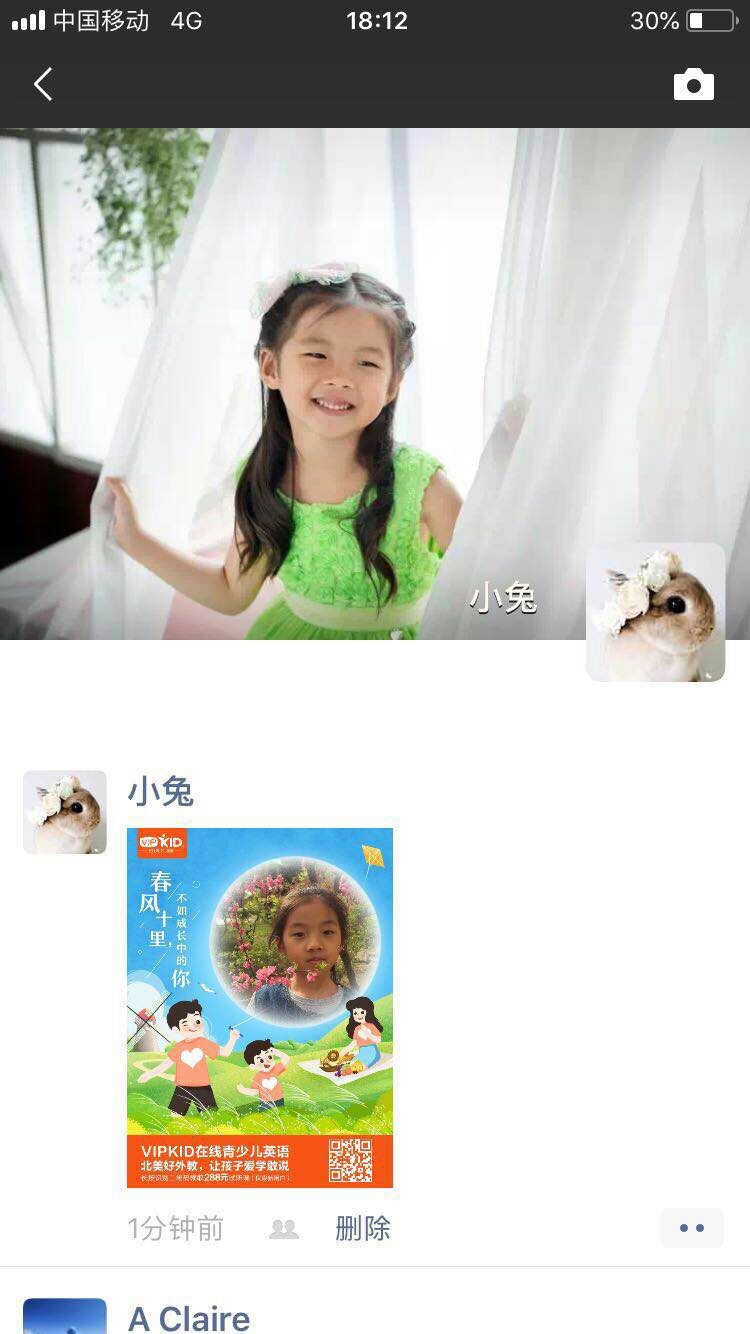 中国移动 4G 18:12 30%
小兔
小兔
VIPKID
春风十里，
不如成长中的
你
VIPKID在线青少儿英语
北美好外教，让孩子爱学敢说
1分钟前 删除
A Claire